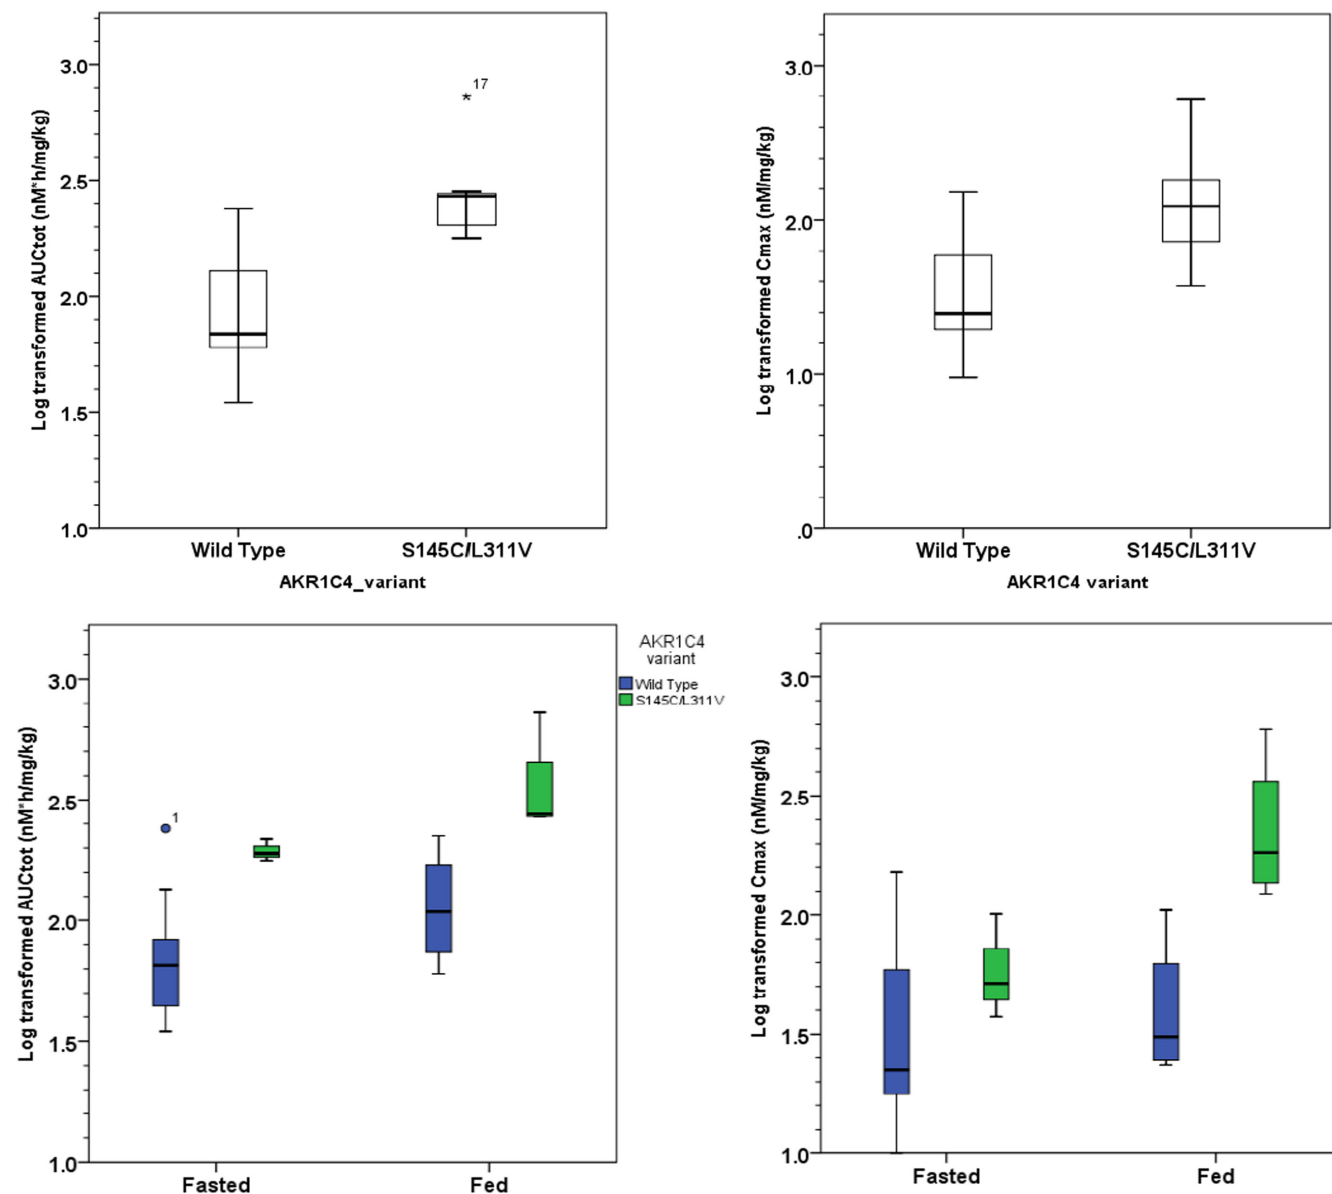 Log transformed AUCtot (nM*h/mg/kg)
3.0
2.5
2.0
1.5
1.0
*17
Wild Type
S145C/L311V
AKR1C4_variant
Log transformed Cmax (nM/mg/kg)
3.0
2.0
1.0
.0
Wild Type
S145C/L311V
AKR1C4 variant
Log transformed AUCtot (nM*h/mg/kg)
3.0
2.5
2.0
1.5
1.0
1
Fasted
Fed
AKR1C4
variant
Wild Type
S145C/L311V
Log transformed Cmax (nM/mg/kg)
3.0
2.5
2.0
1.5
1.0
Fasted
Fed